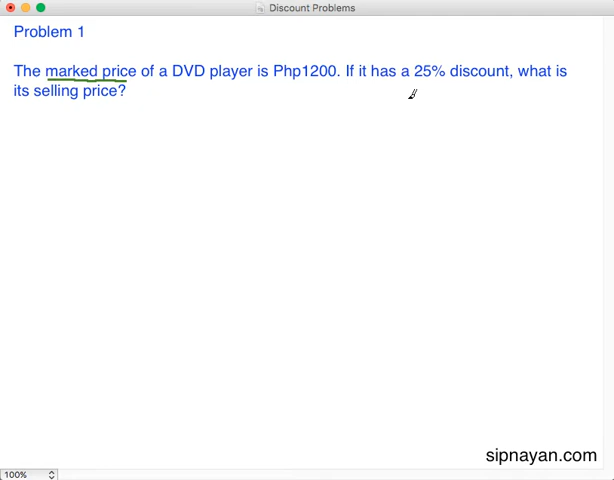 Discount Problems
Problem 1
The marked price of a DVD player is Php1200. If it has a 25% discount, what is
its selling price?
sipnayan.com
100%